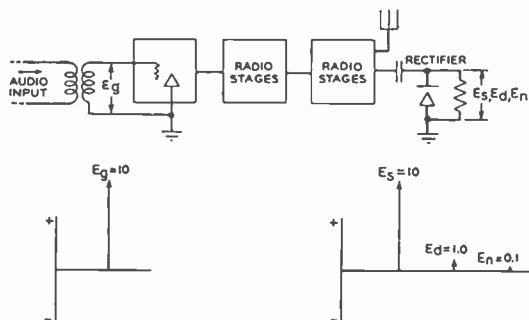 AUDIO
INPUT
Eg
RADIO
STAGES
RADIO
STAGES
RECTIFIER
Es,Ed,En
Eg=10
+
–
Es=10
Ed=1.0
En=0.1
+
–